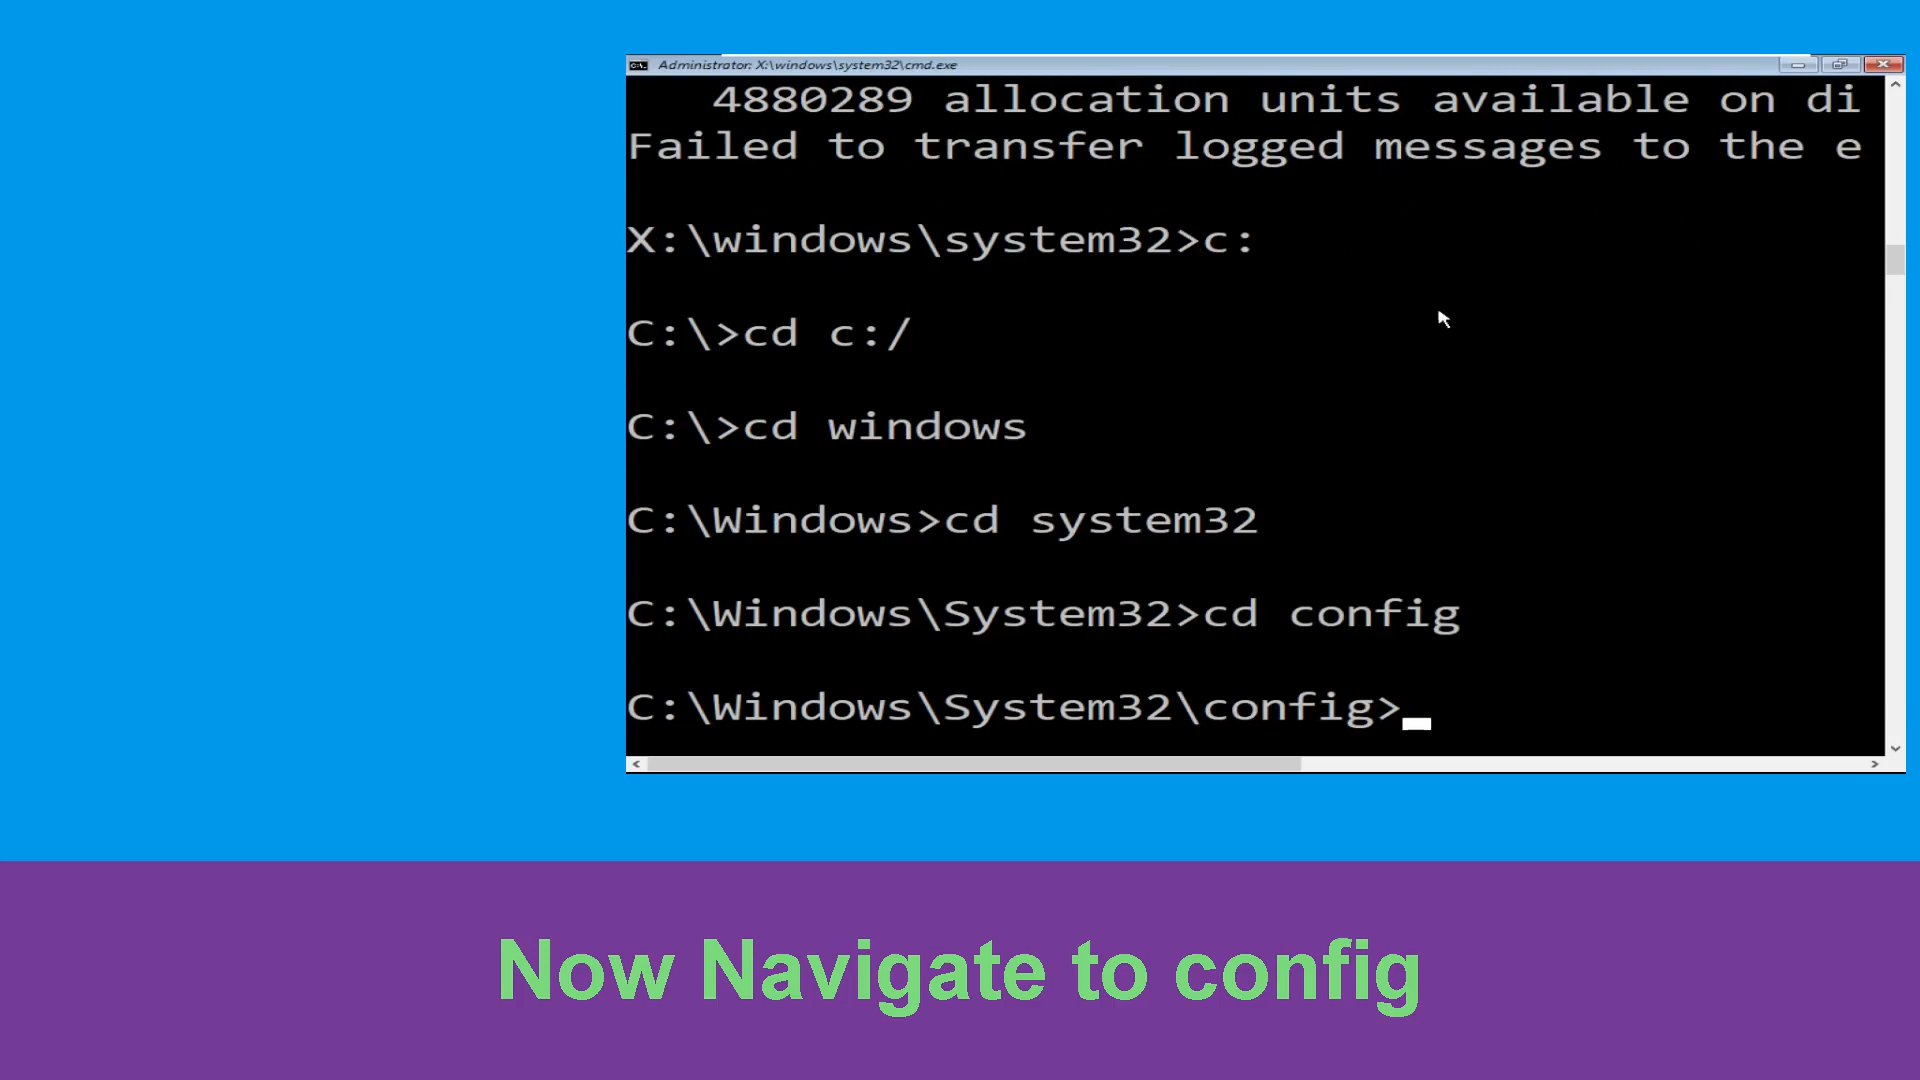 Administrator: X:\windows\system32\cmd.exe
4880289 allocation units available on di
Failed to transfer logged messages to the e
X:\windows\system32>c:
C:\>cd c:/
C:\>cd windows
C:\Windows>cd system32
C:\Windows\System32>cd config
C:\Windows\System32\config>
Now Navigate to config